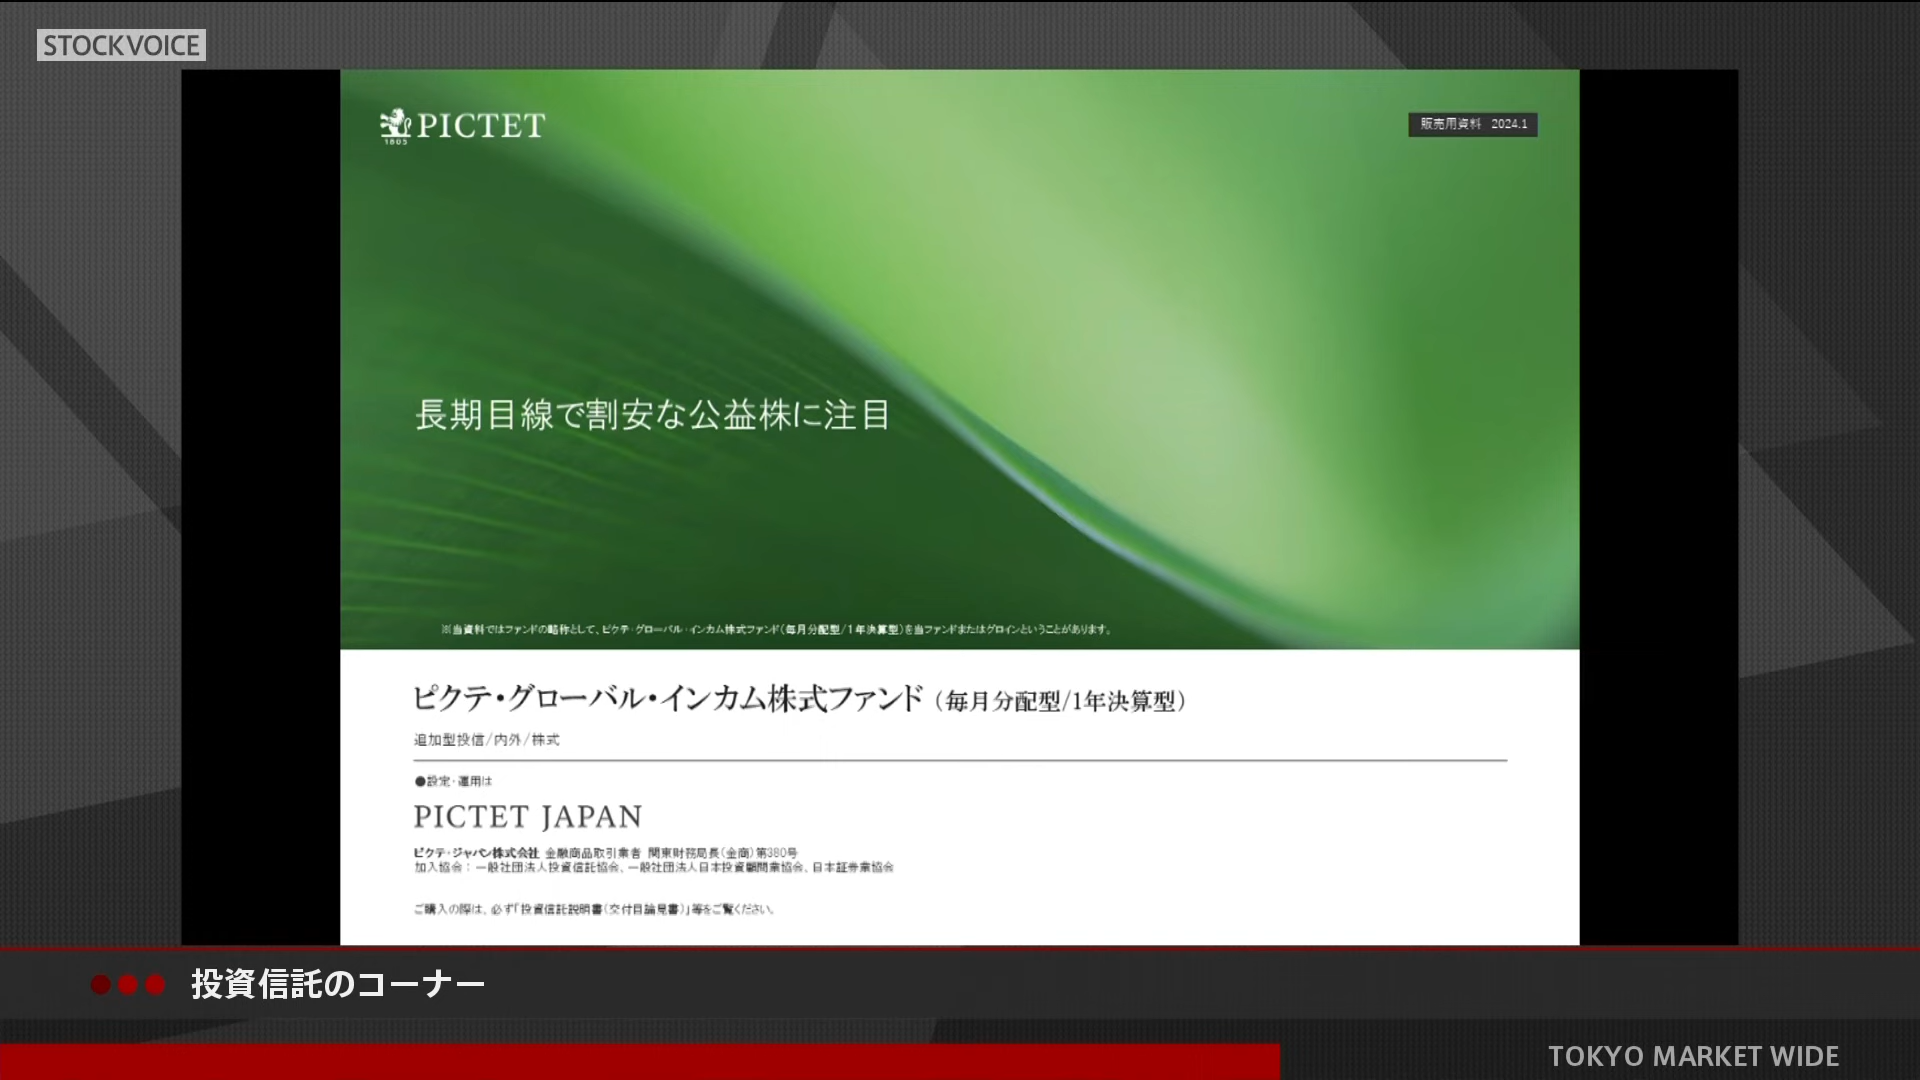 STOCKVOICE
PICTET
1805
販売用資料 2024.1
長期目線で割安な公益株に注目
※当資料ではファンドの略称として、ピクテ・グローバル・インカム株式ファンド(毎月分配型/1年決算型)を当ファンドまたはグロインということがあります。
ピクテ・グローバル・インカム株式ファンド(毎月分配型/1年決算型)
追加型投信/内外/株式
●設定・運用は
PICTET JAPAN
ピクテ・ジャパン株式会社 金融商品取引業者 関東財務局長(金商)第380号
加入協会:一般社団法人投資信託協会、一般社団法人日本投資顧問業協会、日本証券業協会
ご購入の際は、必ず「投資信託説明書(交付目論見書)」等をご覧ください。
投資信託のコーナー
TOKYO MARKET WIDE